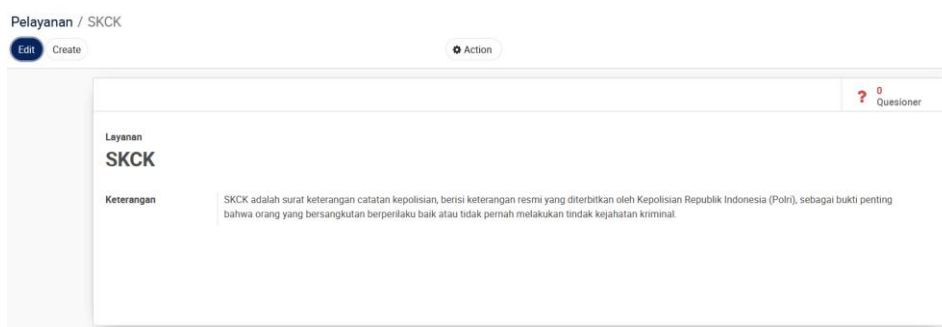 Pelayanan / SKCK
Edit Create Action
0
Quesioner
Layanan
SKCK
Keterangan SKCK adalah surat keterangan catatan kepolisian, berisi keterangan resmi yang diterbitkan oleh Kepolisian Republik Indonesia (Polri), sebagai bukti penting
bahwa orang yang bersangkutan berperilaku baik atau tidak pernah melakukan tindak kejahatan kriminal.